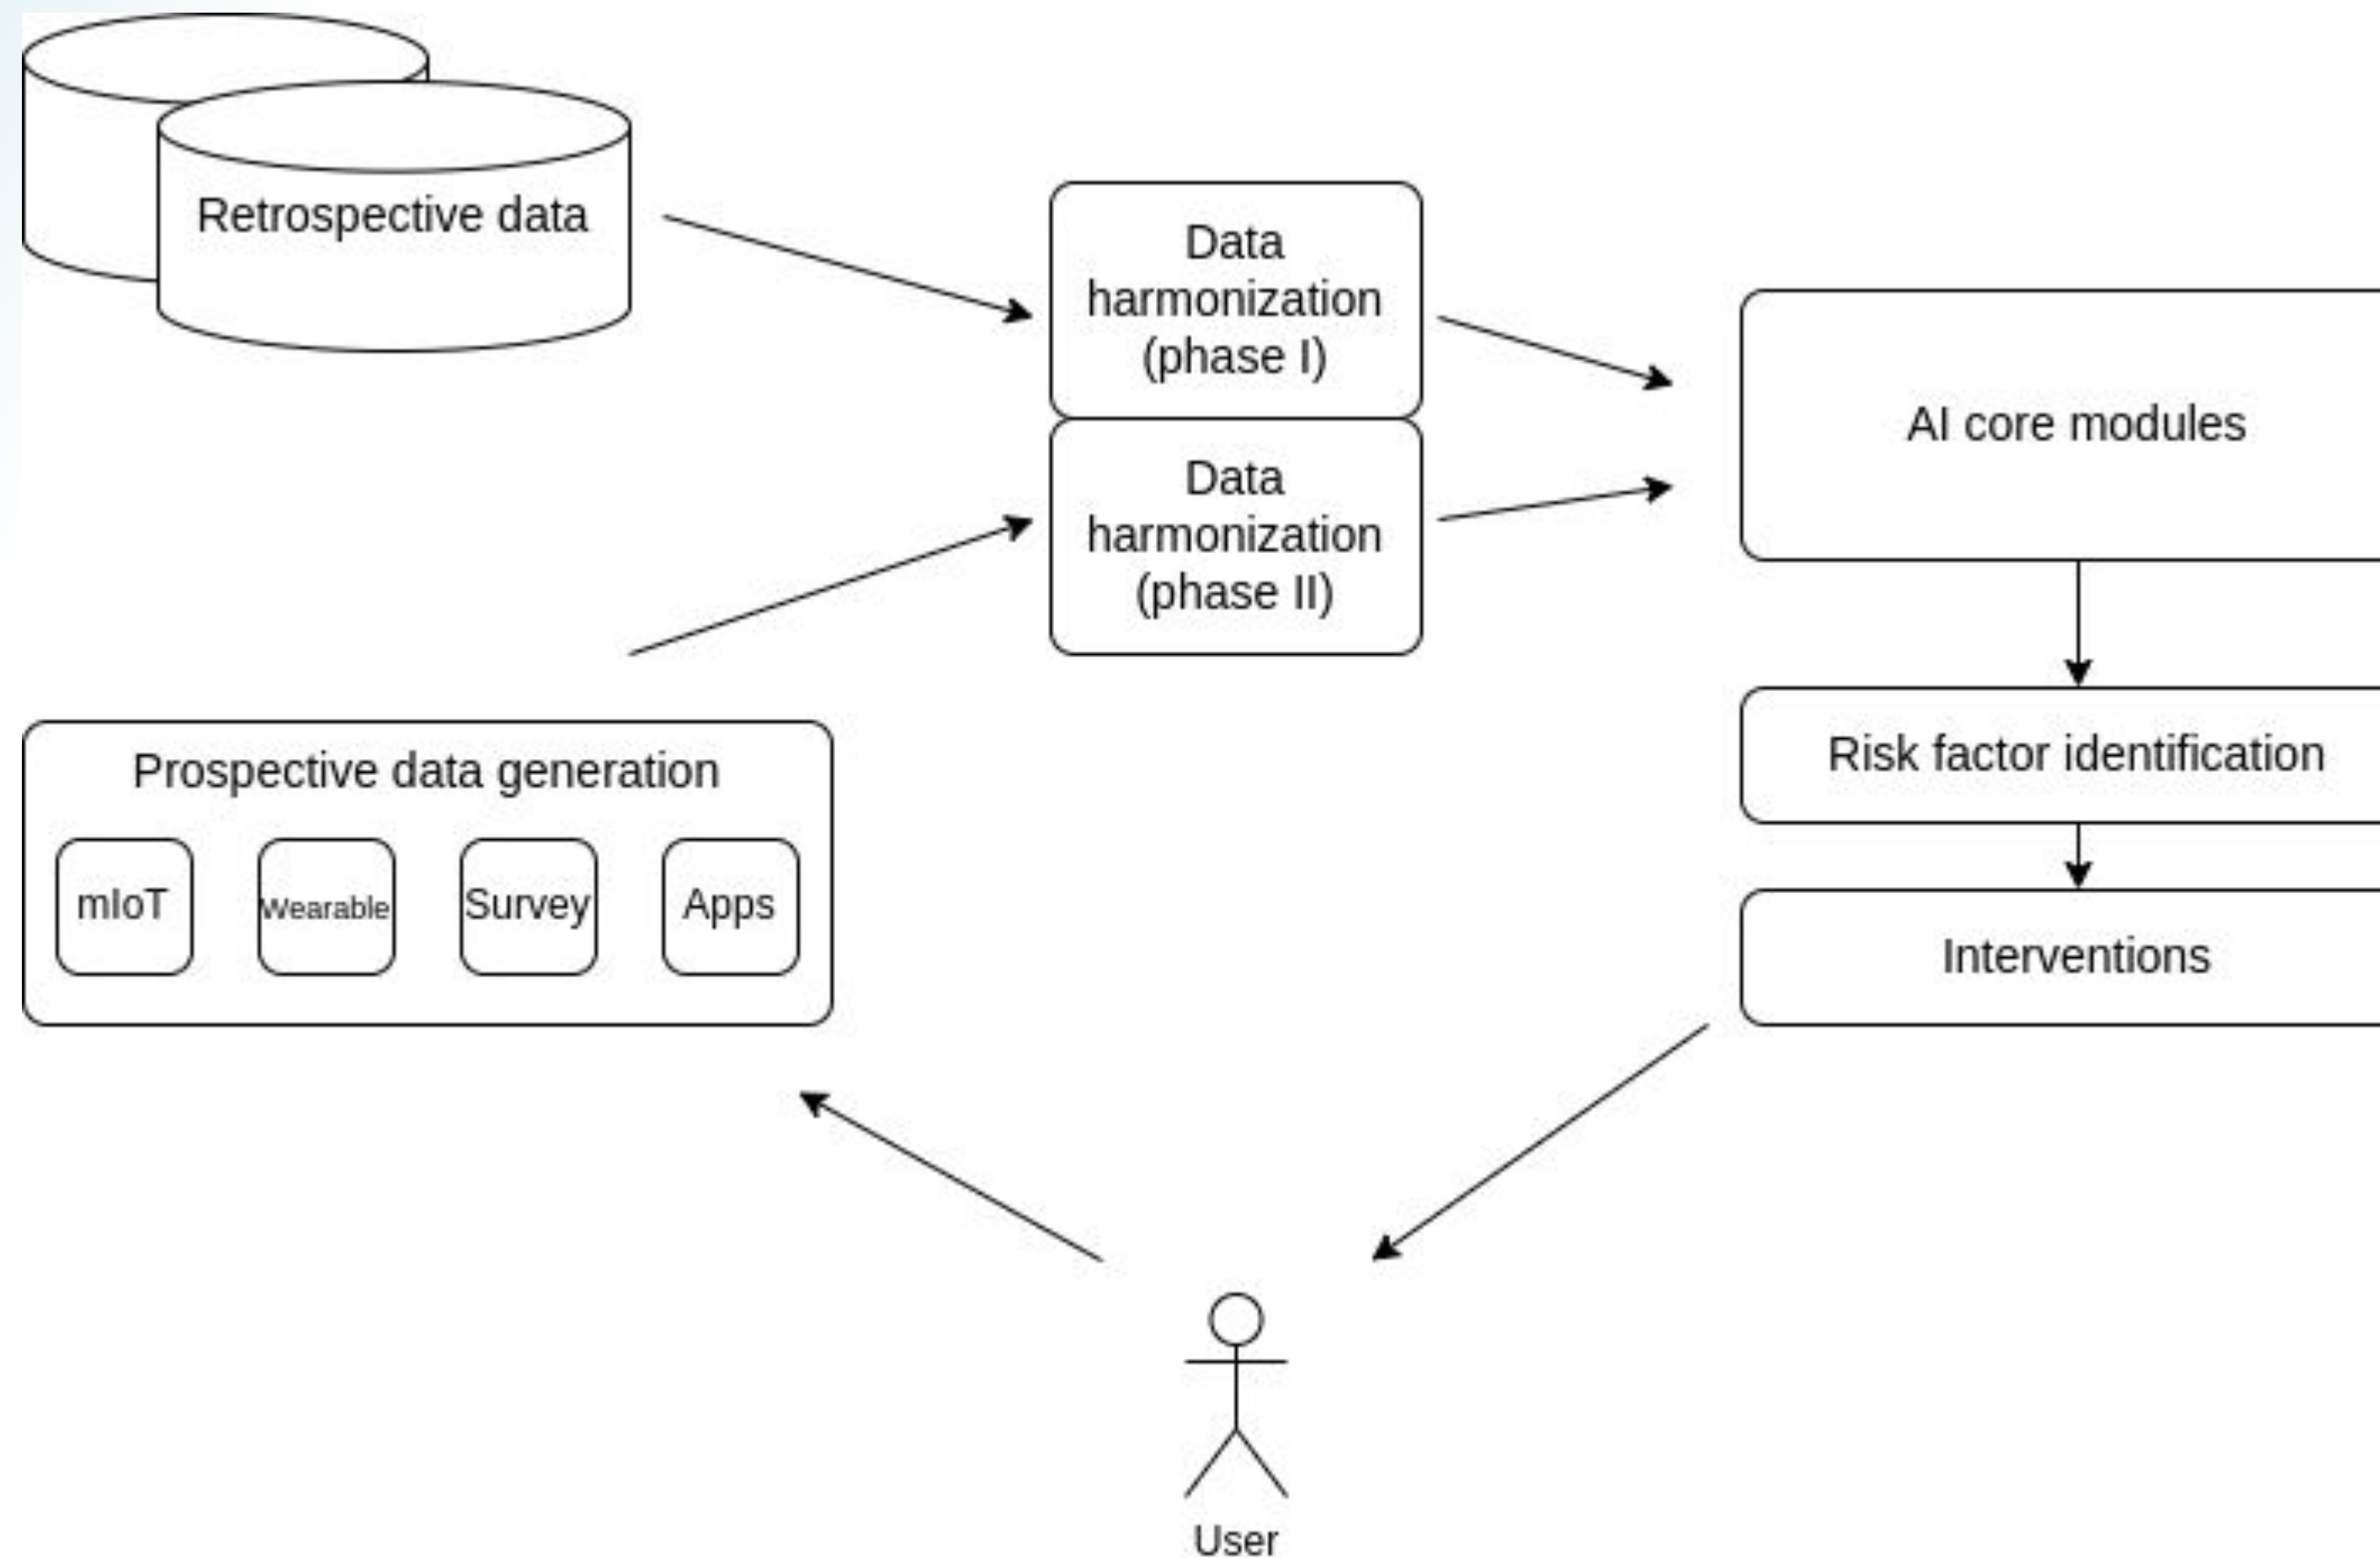 Retrospective data
Data
harmonization
(phase I)
Data
harmonization
(phase II)
AI core modules
Risk factor identification
Interventions
Prospective data generation
mIoT
Wearable
Survey
Apps
User